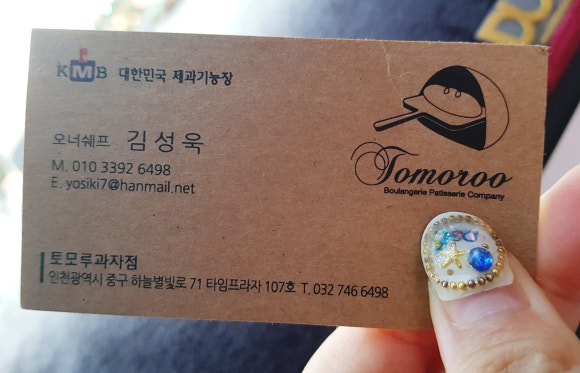 KMB 대한민국 제과기능장
오너쉐프 김성욱
M. 010 3392 6498
E. yosiki7@hanmail.net
Tomoroo
Boulangerie Patisserie Company
토모루과자점
인천광역시 중구 하늘별빛로 71 타임프라자 107호 T. 032 746 6498